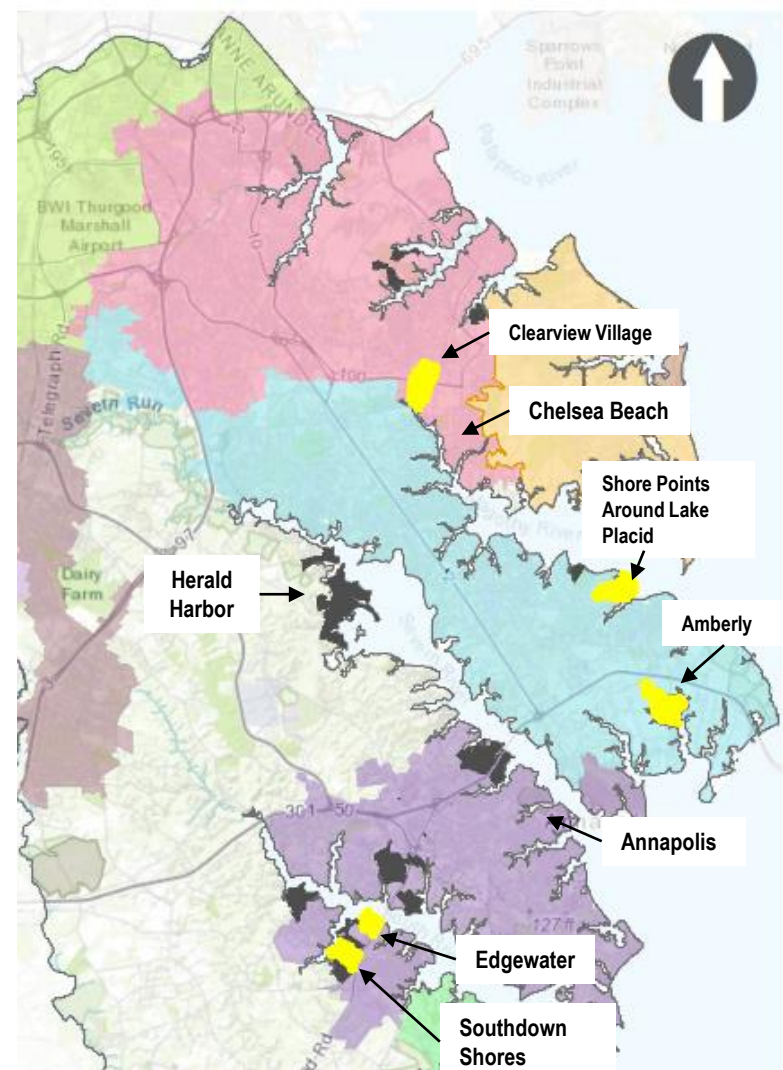 695
ANNE ARUNDEL
Sparrows
Point
Industrial
Complex
Patapsco River
BWI Thurgood
Marshall
Airport
10
Clearview Village
100
Telegraph Rd
Severn Run
Chelsea Beach
Shore Points
Around Lake
Placid
97
Dairy
Farm
Herald
Harbor
Amberly
301
50
Annapolis
127 ft
Edgewater
Southdown
Shores